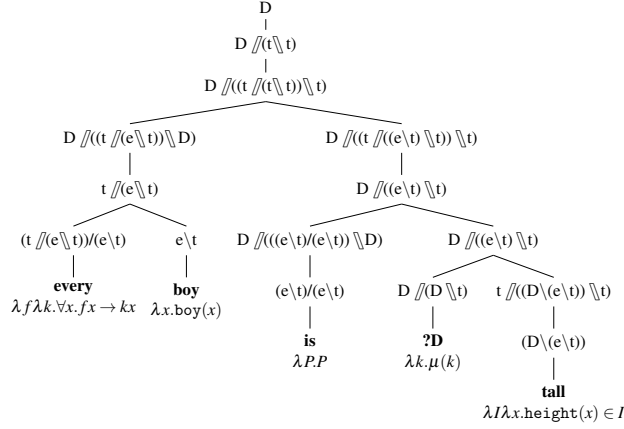 D
D ⫽(t⑊t)
D ⫽((t ⫽(t⑊t))⑊t)
D ⫽((t ⫽(e⑊t))⑊D) D ⫽((t ⫽((e\t)⑊t))⑊t)
t ⫽(e⑊t) D ⫽((e\t)⑊t)
(t ⫽(e⑊t))/(e\t) e\t D ⫽(((e\t)/(e\t))⑊D) D ⫽((e\t)⑊t)
every boy (e\t)/(e\t) D ⫽(D⑊t) t ⫽((D\(e\t))⑊t)
λfλk.∀x.fx→kx λx.boy(x)
is ?D (D\(e\t))
λP.P λk.μ(k)
tall
λIλx.height(x) ∈ I